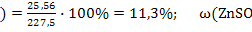 ) = 25,56/227,5 · 100% = 11,3%; ω(ZnSO